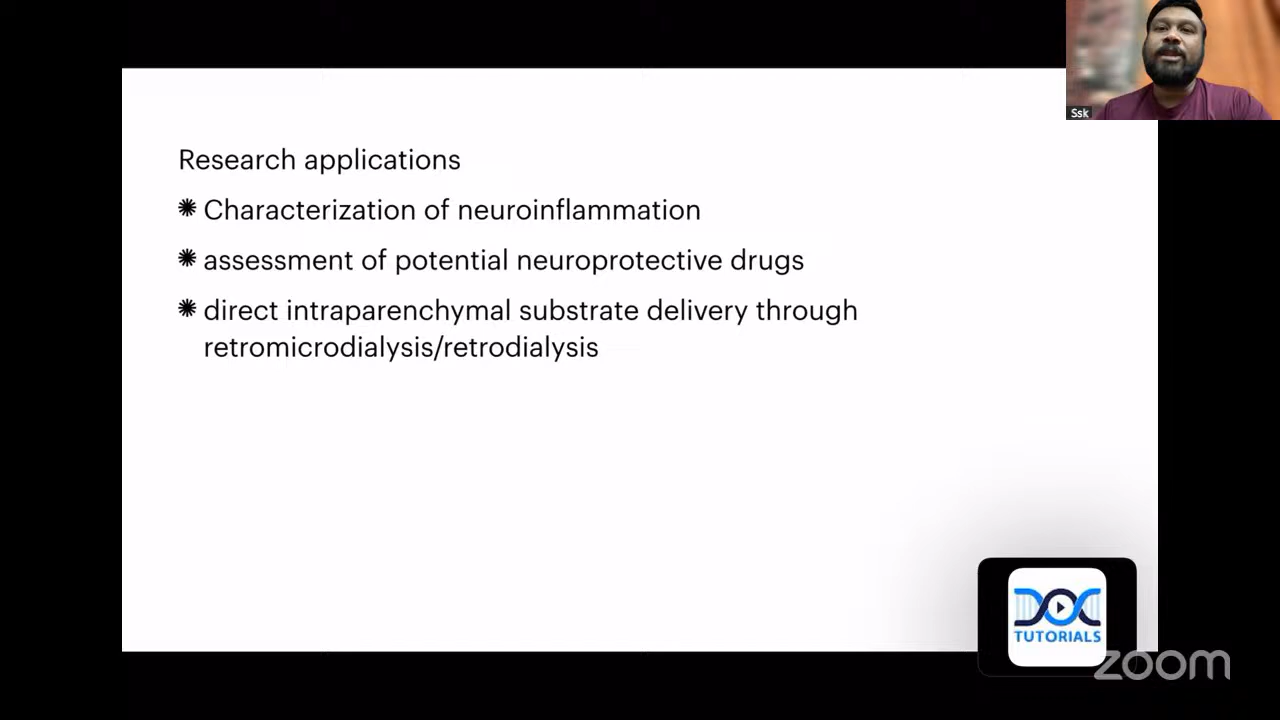 Ssk
Research applications
✷ Characterization of neuroinflammation
✷ assessment of potential neuroprotective drugs
✷ direct intraparenchymal substrate delivery through
retromicrodialysis/retrodialysis
DOC
TUTORIALS
zoom